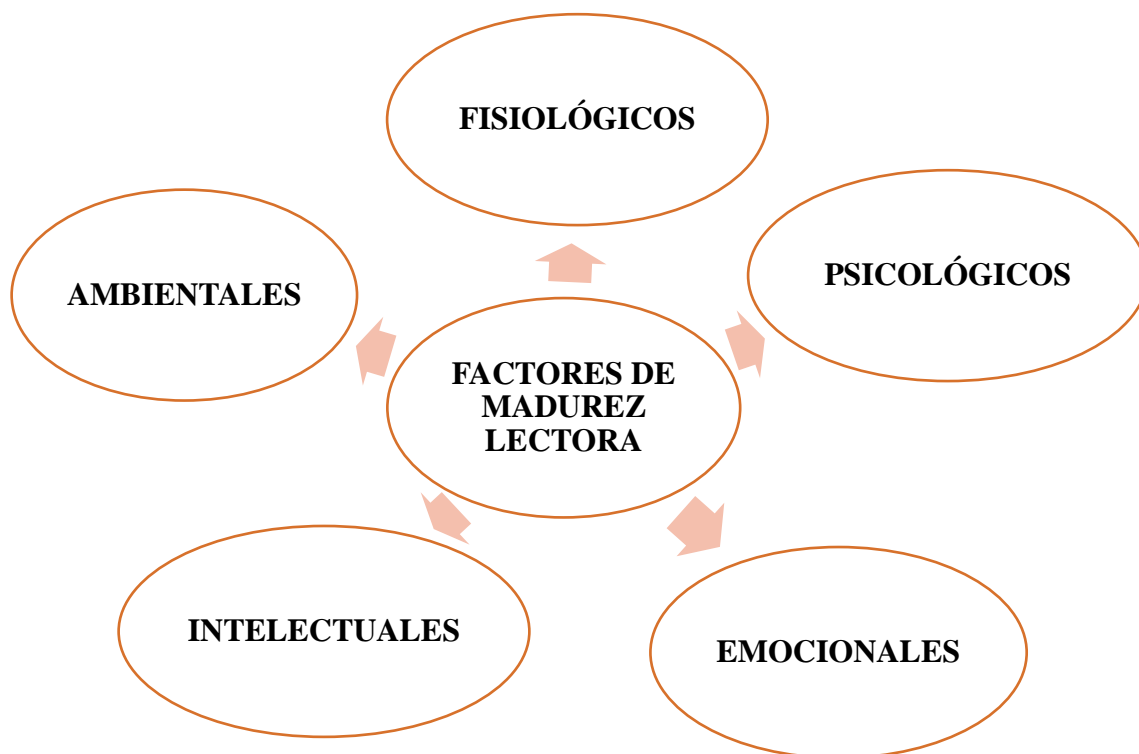 FISIOLÓGICOS
PSICOLÓGICOS
AMBIENTALES
FACTORES DE
MADUREZ
LECTORA
INTELECTUALES
EMOCIONALES